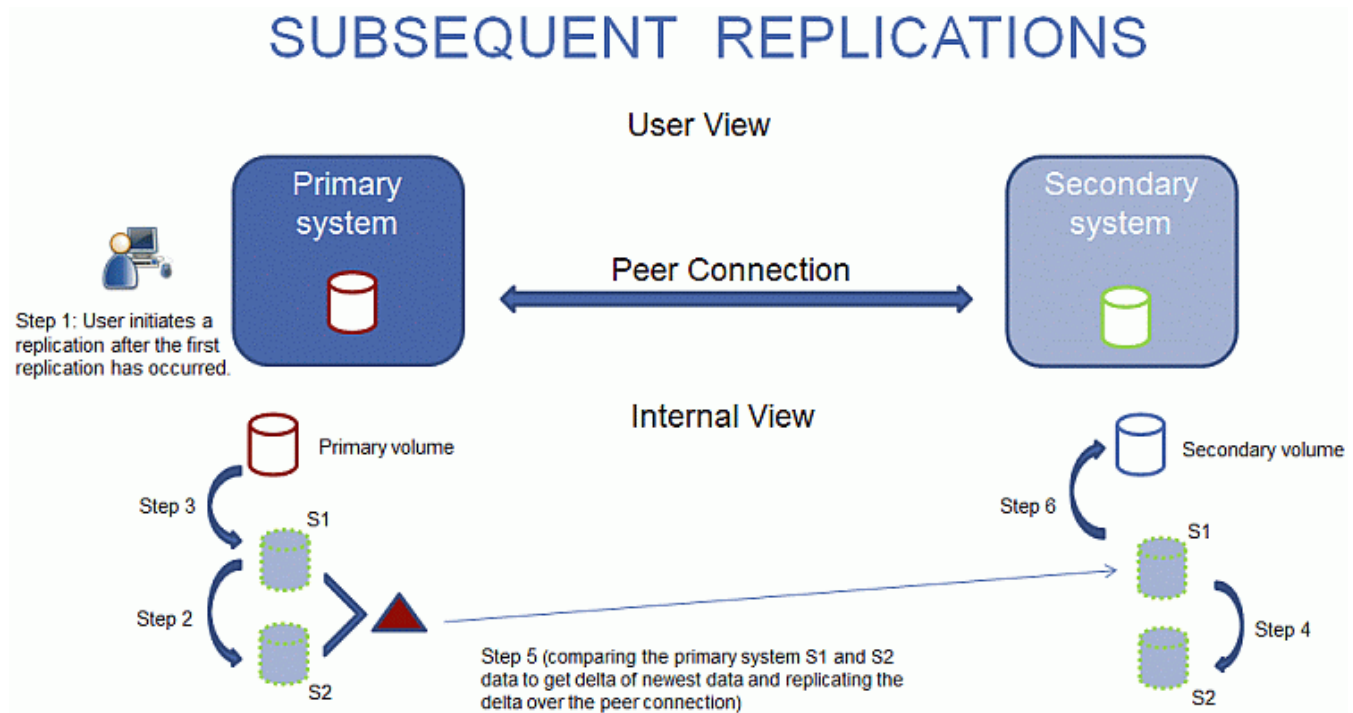 SUBSEQUENT REPLICATIONS
User View
Primary
system
Secondary
system
Peer Connection
Step 1: User initiates a
replication after the first
replication has occurred.
Internal View
Primary volume
Secondary volume
Step 3
Step 6
S1
S1
Step 2
Step 4
Step 5 (comparing the primary system S1 and S2
data to get delta of newest data and replicating the
delta over the peer connection)
S2
S2